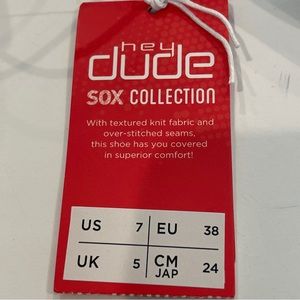 hey
dude
SOX COLLECTION
With textured knit fabric and
over-stitched seams,
this shoe has you covered
in superior comfort!
US 7 EU 38
UK 5 CM JAP 24